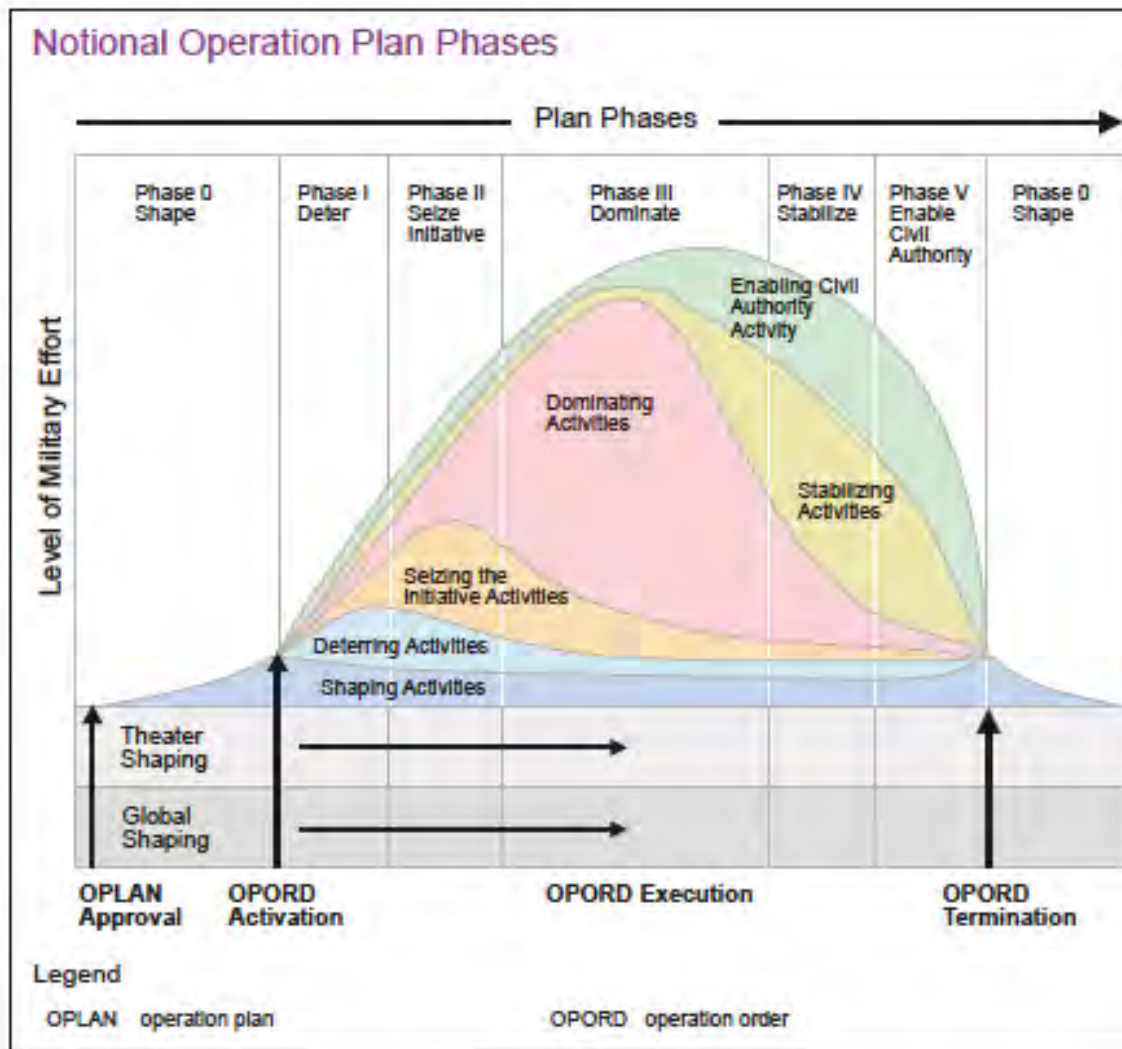 Notional Operation Plan Phases
Plan Phases
Phase 0
Shape
Phase I
Deter
Phase II
Seize
Initiative
Phase III
Dominate
Phase IV
Stabilize
Phase V
Enable
Civil
Authority
Phase 0
Shape
Level of Military Effort
Enabling Civil
Authority
Activity
Dominating
Activities
Stabilizing
Activities
Seizing the
Initiative Activities
Deterring Activities
Shaping Activities
Theater
Shaping
Global
Shaping
OPLAN
Approval
OPORD
Activation
OPORD Execution
OPORD
Termination
Legend
OPLAN operation plan
OPORD operation order